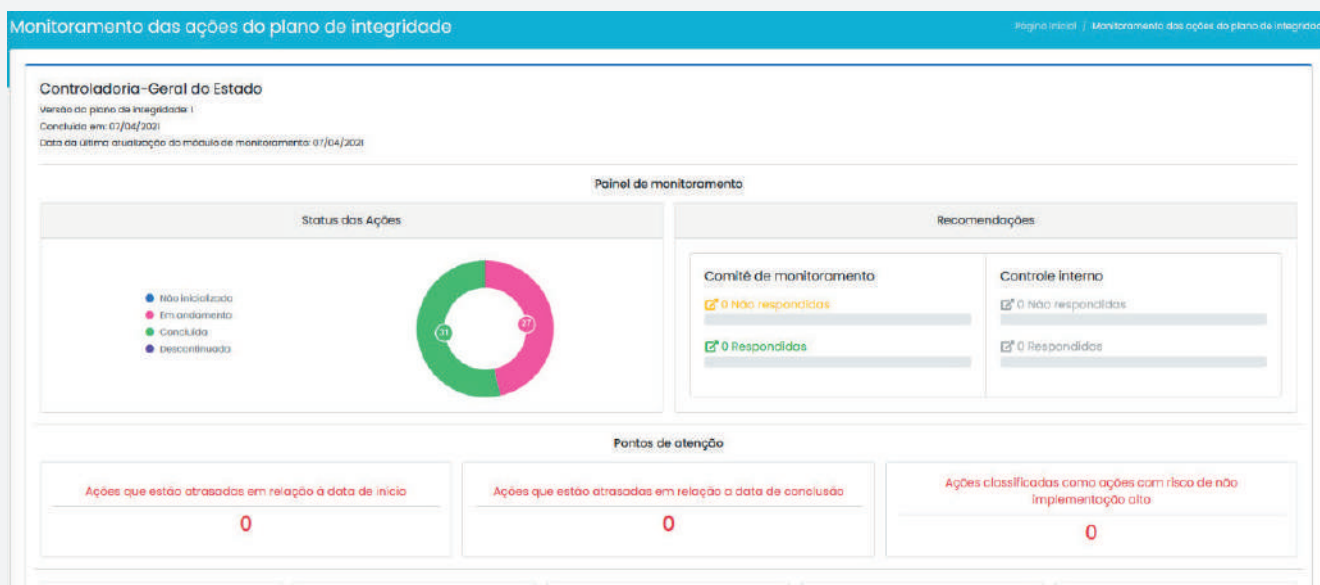 Monitoramento das ações do plano de integridade
Página Inicial / Monitoramento das ações do plano de integridad
Controladoria-Geral do Estado
Versão do plano de integridade: 1
Concluído em: 07/04/2021
Data da última atualização do módulo de monitoramento: 07/04/2021
Painel de monitoramento
Status das Ações
Não inicializada
Em andamento
Concluída
Descontinuada
31
27
Recomendações
Comitê de monitoramento
0 Não respondidas
0 Respondidas
Controle interno
0 Não respondidas
0 Respondidas
Pontos de atenção
Ações que estão atrasadas em relação à data de início
0
Ações que estão atrasadas em relação a data de conclusão
0
Ações classificadas como ações com risco de não
implementação alto
0